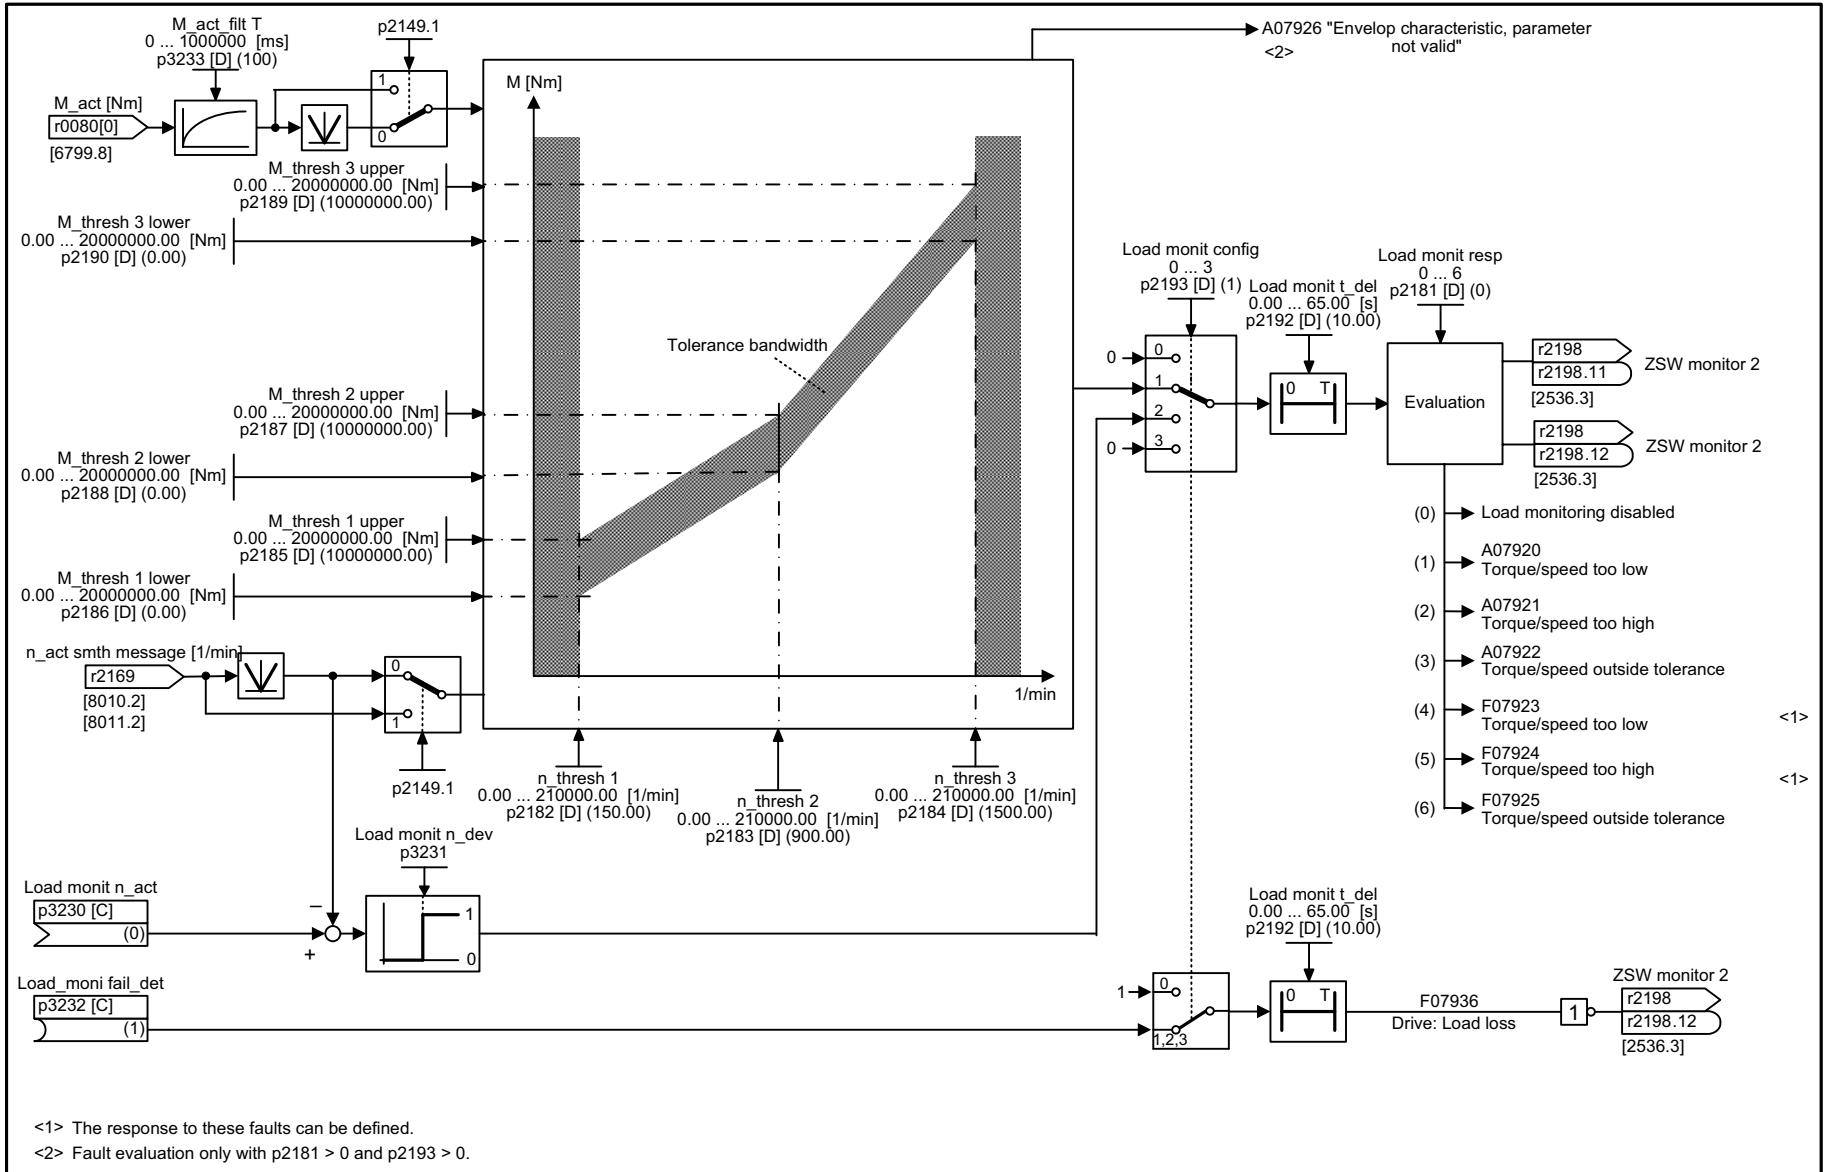 M_act_filt T
0 ... 1000000 [ms]
p3233 [D] (100)
p2149.1
A07926 "Envelop characteristic, parameter
not valid"
<2>
M_act [Nm]
r0080[0]
[6799.8]
1
0
M [Nm]
M_thresh 3 upper
0.00 ... 20000000.00 [Nm]
p2189 [D] (10000000.00)
M_thresh 3 lower
0.00 ... 20000000.00 [Nm]
p2190 [D] (0.00)
Tolerance bandwidth
M_thresh 2 upper
0.00 ... 20000000.00 [Nm]
p2187 [D] (10000000.00)
M_thresh 2 lower
0.00 ... 20000000.00 [Nm]
p2188 [D] (0.00)
M_thresh 1 upper
0.00 ... 20000000.00 [Nm]
p2185 [D] (10000000.00)
M_thresh 1 lower
0.00 ... 20000000.00 [Nm]
p2186 [D] (0.00)
n_act smth message [1/min]
r2169
[8010.2]
[8011.2]
0
1
p2149.1
1/min
n_thresh 1
0.00 ... 210000.00 [1/min]
p2182 [D] (150.00)
n_thresh 2
0.00 ... 210000.00 [1/min]
p2183 [D] (900.00)
n_thresh 3
0.00 ... 210000.00 [1/min]
p2184 [D] (1500.00)
Load monit config
0 ... 3
p2193 [D] (1)
0
0
1
2
0
3
Load monit t_del
0.00 ... 65.00 [s]
p2192 [D] (10.00)
0 T
Load monit resp
0 ... 6
p2181 [D] (0)
Evaluation
r2198
r2198.11
[2536.3]
ZSW monitor 2
r2198
r2198.12
[2536.3]
ZSW monitor 2
(0) Load monitoring disabled
(1) A07920
Torque/speed too low
(2) A07921
Torque/speed too high
(3) A07922
Torque/speed outside tolerance
(4) F07923
Torque/speed too low
<1>
(5) F07924
Torque/speed too high
<1>
(6) F07925
Torque/speed outside tolerance
Load monit n_dev
p3231
1
0
Load monit n_act
p3230 [C]
(0)
–
+
Load_moni fail_det
p3232 [C]
(1)
1
0
1,2,3
Load monit t_del
0.00 ... 65.00 [s]
p2192 [D] (10.00)
0 T
F07936
Drive: Load loss
1
ZSW monitor 2
r2198
r2198.12
[2536.3]
<1> The response to these faults can be defined.
<2> Fault evaluation only with p2181 > 0 and p2193 > 0.